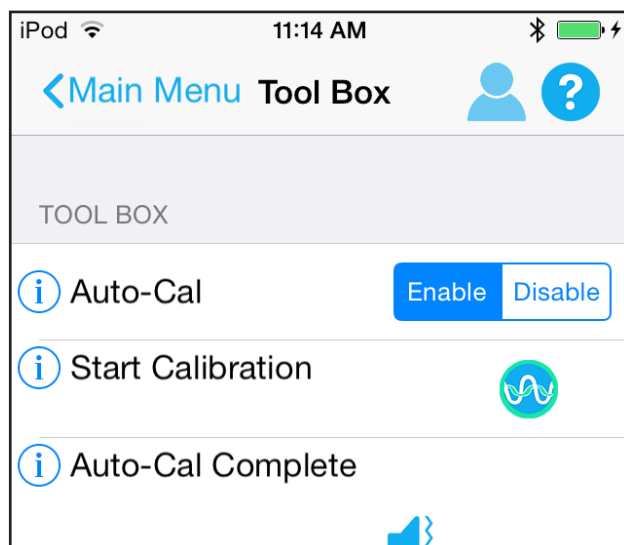 iPod 11:14 AM
Main Menu Tool Box ?
TOOL BOX
i Auto-Cal Enable Disable
i Start Calibration
i Auto-Cal Complete